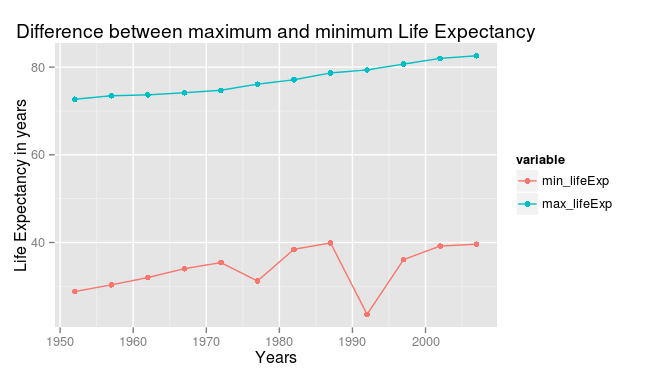 Difference between maximum and minimum Life Expectancy
Life Expectancy in years
80
60
40
1950 1960 1970 1980 1990 2000
Years
variable
min_lifeExp
max_lifeExp